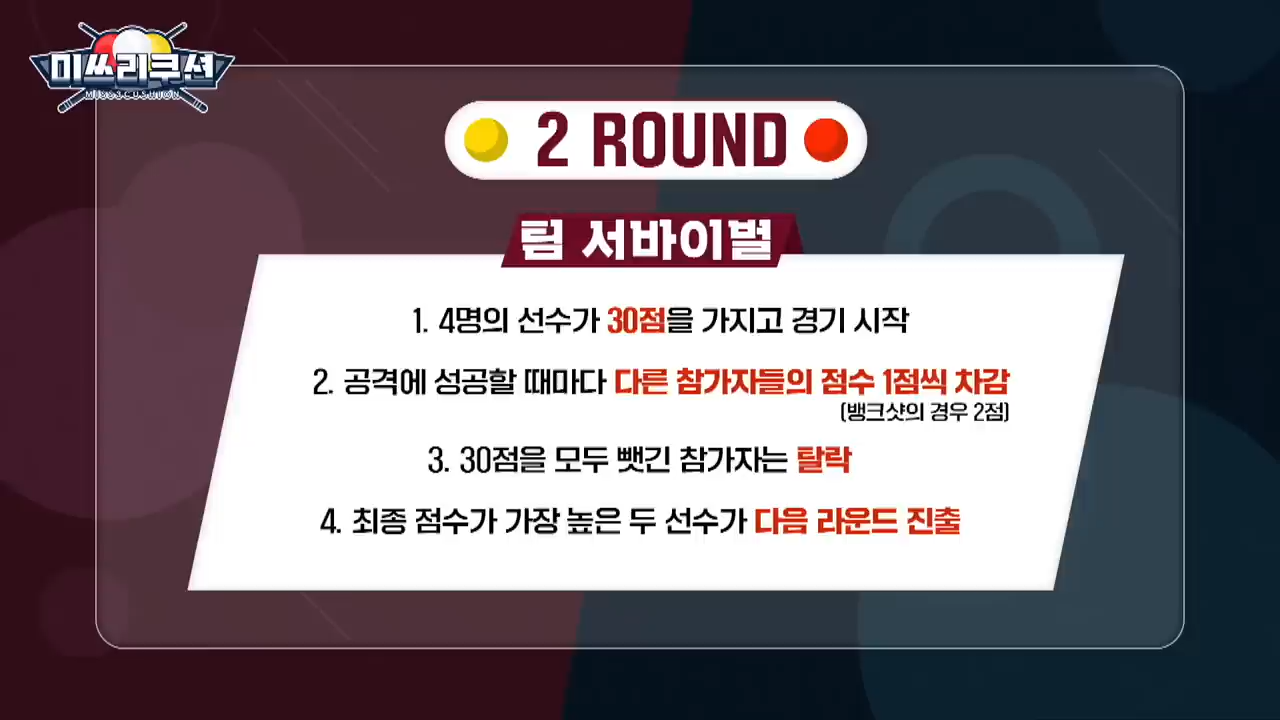 미쓰리쿠션
MISS 3 CUSHION
2 ROUND
팀 서바이벌
1. 4명의 선수가 30점을 가지고 경기 시작
2. 공격에 성공할 때마다 다른 참가자들의 점수 1점씩 차감
(뱅크샷의 경우 2점)
3. 30점을 모두 뺏긴 참가자는 탈락
4. 최종 점수가 가장 높은 두 선수가 다음 라운드 진출